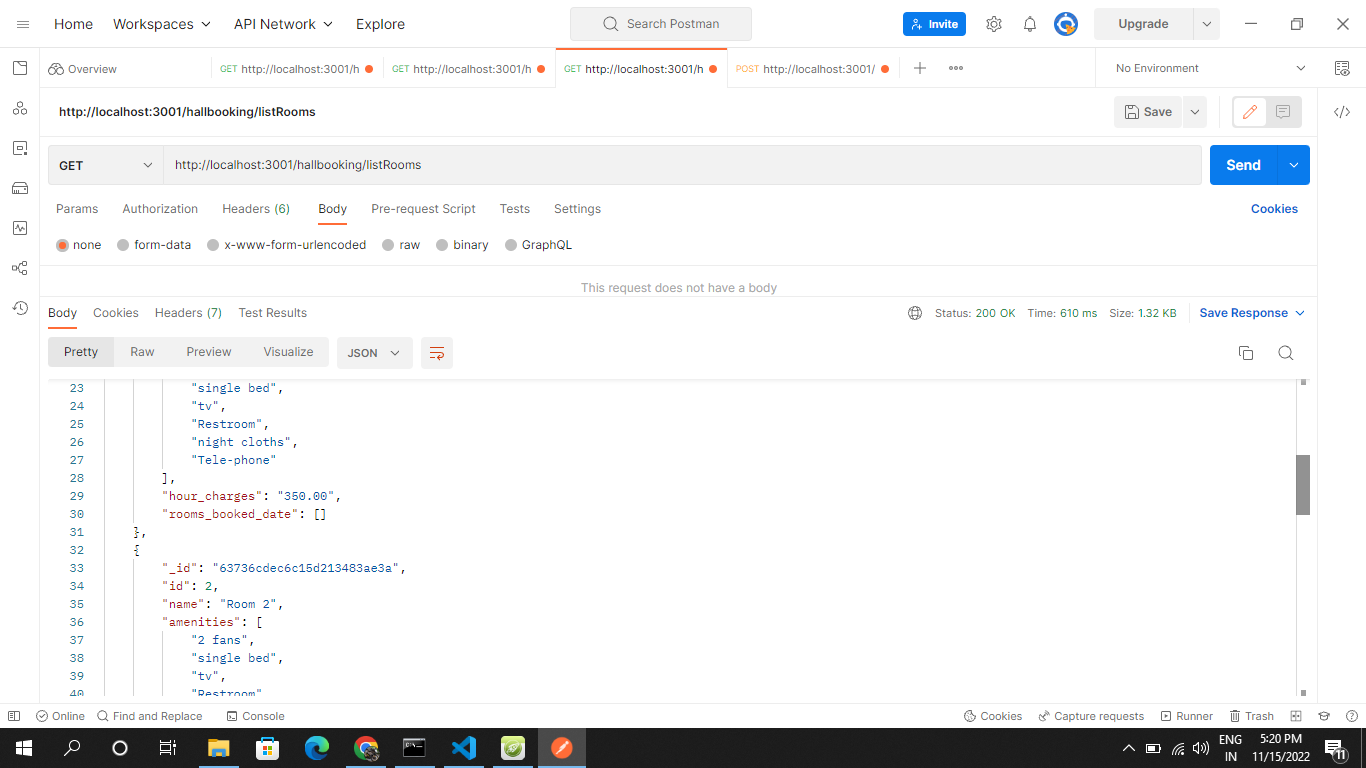 Home Workspaces API Network Explore Search Postman Invite Upgrade
Overview GET http://localhost:3001/h GET http://localhost:3001/h GET http://localhost:3001/h POST http://localhost:3001/ No Environment
http://localhost:3001/hallbooking/listRooms Save
GET http://localhost:3001/hallbooking/listRooms Send
Params Authorization Headers (6) Body Pre-request Script Tests Settings Cookies
none form-data x-www-form-urlencoded raw binary GraphQL
This request does not have a body
Body Cookies Headers (7) Test Results Status: 200 OK Time: 610 ms Size: 1.32 KB Save Response
Pretty Raw Preview Visualize JSON
23 "single bed",
24 "tv",
25 "Restroom",
26 "night cloths",
27 "Tele-phone"
28 ],
29 "hour_charges": "350.00",
30 "rooms_booked_date": []
31 },
32 {
33 "_id": "63736cdec6c15d213483ae3a",
34 "id": 2,
35 "name": "Room 2",
36 "amenities": [
37 "2 fans",
38 "single bed",
39 "tv",
40 "Restroom"
Online Find and Replace Console Cookies Capture requests Runner Trash
ENG 5:20 PM
IN 11/15/2022 11